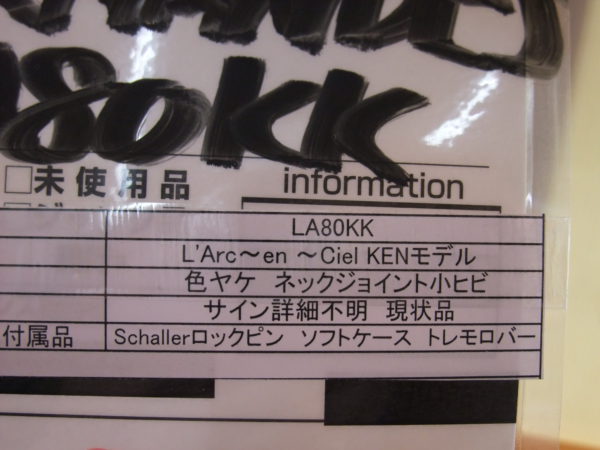 80KK
□未使用品
information
LA80KK
L'Arc～en ～Ciel KENモデル
色ヤケ ネックジョイント小ヒビ
サイン詳細不明 現状品
付属品 Schallerロックピン ソフトケース トレモロバー